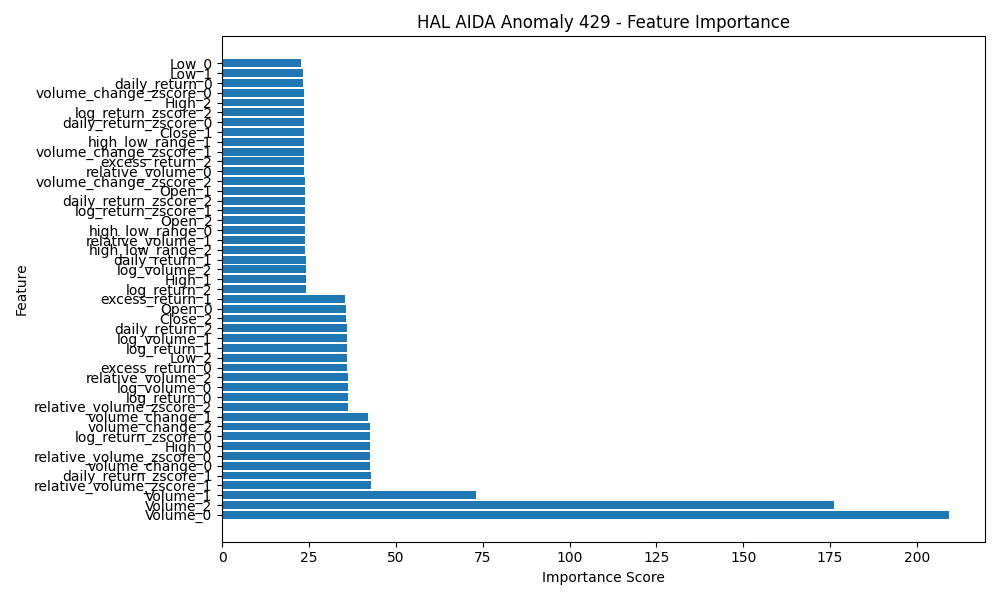 HAL AIDA Anomaly 429 - Feature Importance
Feature
Low_0
Low_1
daily_return_0
volume_change_zscore_0
High_2
log_return_zscore_2
daily_return_zscore_0
Close_1
high_low_range_1
volume_change_zscore_1
excess_return_2
relative_volume_0
volume_change_zscore_2
Open_1
daily_return_zscore_2
log_return_zscore_1
Open_2
high_low_range_0
relative_volume_1
high_low_range_2
daily_return_1
log_volume_2
High_1
log_return_2
excess_return_1
Open_0
Close_2
daily_return_2
log_volume_1
log_return_1
Low_2
excess_return_0
relative_volume_2
log_volume_0
log_return_0
relative_volume_zscore_2
volume_change_1
volume_change_2
log_return_zscore_0
High_0
relative_volume_zscore_0
volume_change_0
daily_return_zscore_1
relative_volume_zscore_1
Volume_1
Volume_2
Volume_0
0 25 50 75 100 125 150 175 200
Importance Score